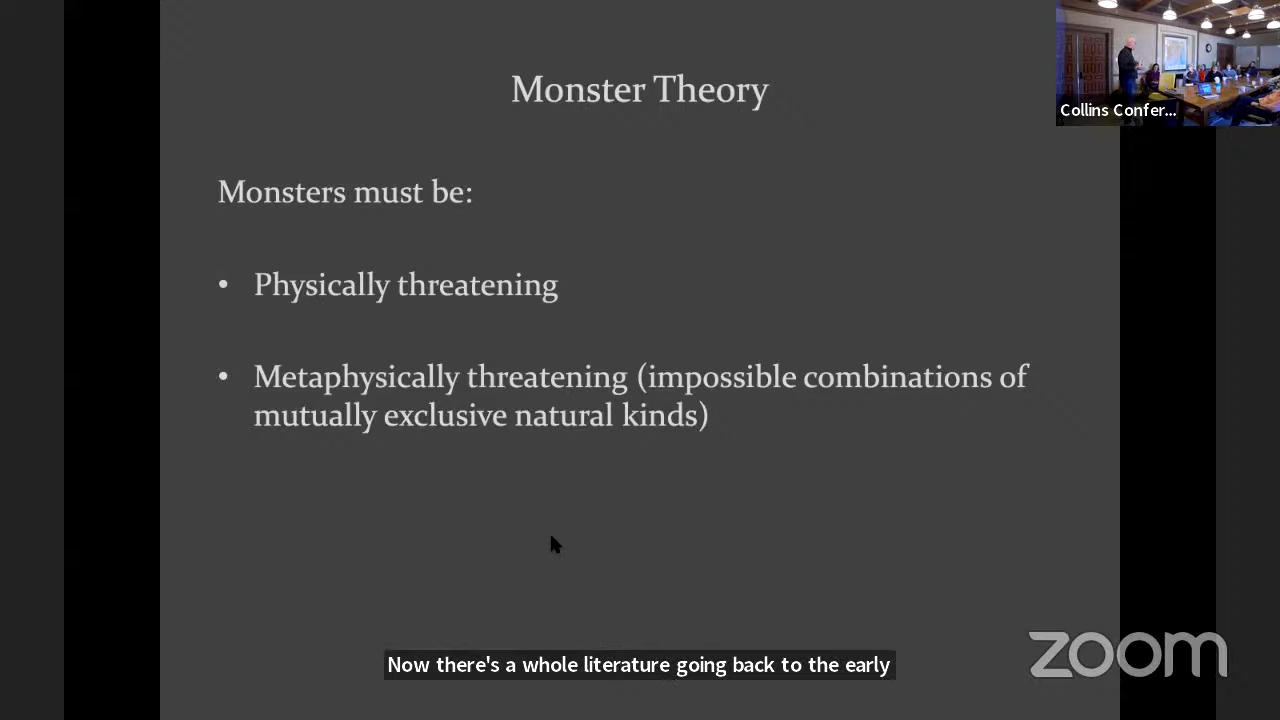 Monster Theory
Collins Confer...
Monsters must be:
• Physically threatening
• Metaphysically threatening (impossible combinations of
mutually exclusive natural kinds)
Now there's a whole literature going back to the early
zoom